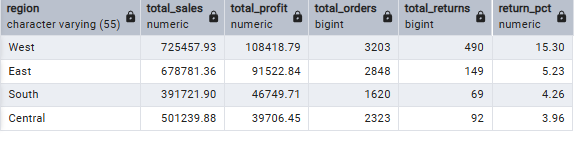 region total_sales total_profit total_orders total_returns return_pct
character varying (55) numeric numeric bigint bigint numeric
West 725457.93 108418.79 3203 490 15.30
East 678781.36 91522.84 2848 149 5.23
South 391721.90 46749.71 1620 69 4.26
Central 501239.88 39706.45 2323 92 3.96